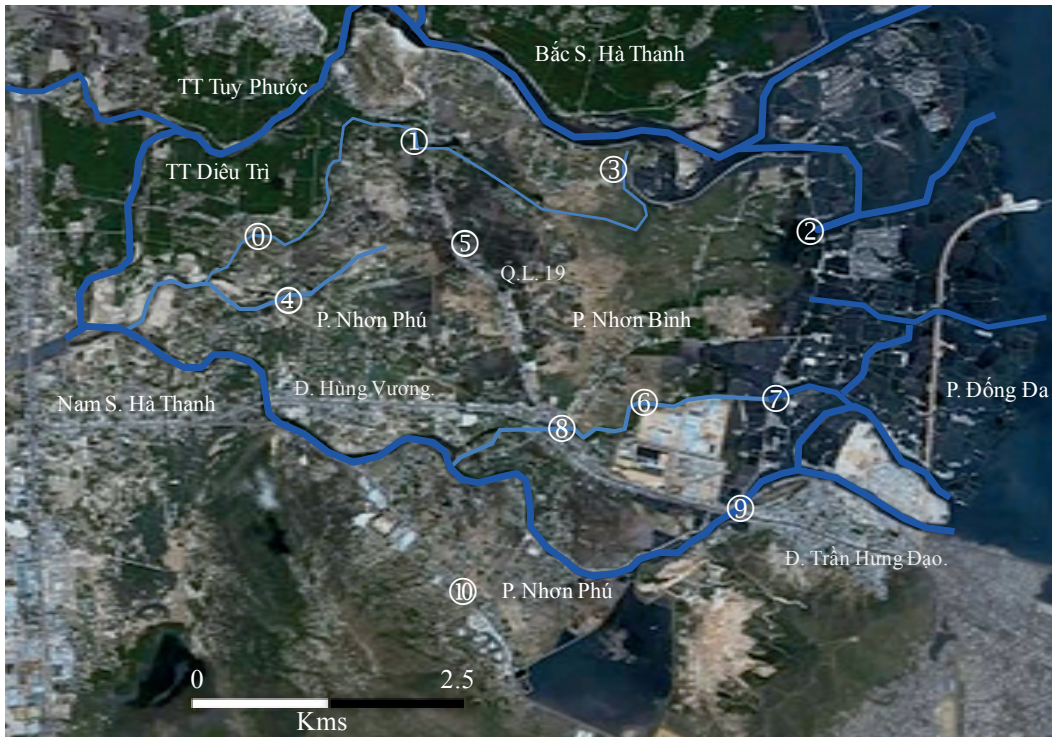 Bắc S. Hà Thanh
TT Tuy Phước
①
③
TT Diêu Trì
②
⓪
⑤
Q.L. 19
④
P. Nhơn Phú
P. Nhơn Bình
Đ. Hùng Vương.
P. Đống Đa
Nam S. Hà Thanh
⑥
⑦
⑧
⑨
Đ. Trần Hưng Đạo.
⑩
P. Nhơn Phú
0 2.5
Kms